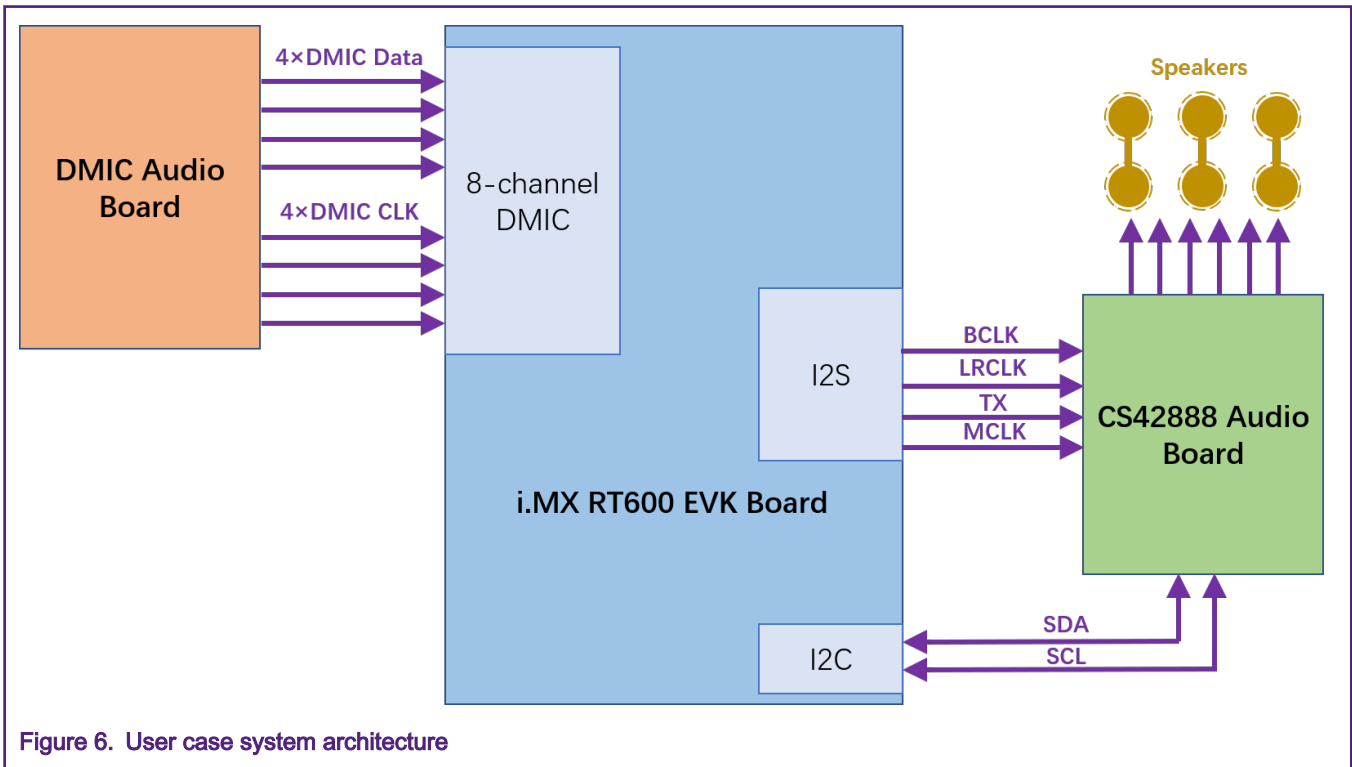 4×DMIC Data
DMIC Audio
Board
4×DMIC CLK
8-channel
DMIC
Speakers
I2S
BCLK
LRCLK
TX
MCLK
CS42888 Audio
Board
i.MX RT600 EVK Board
I2C
SDA
SCL
Figure 6. User case system architecture